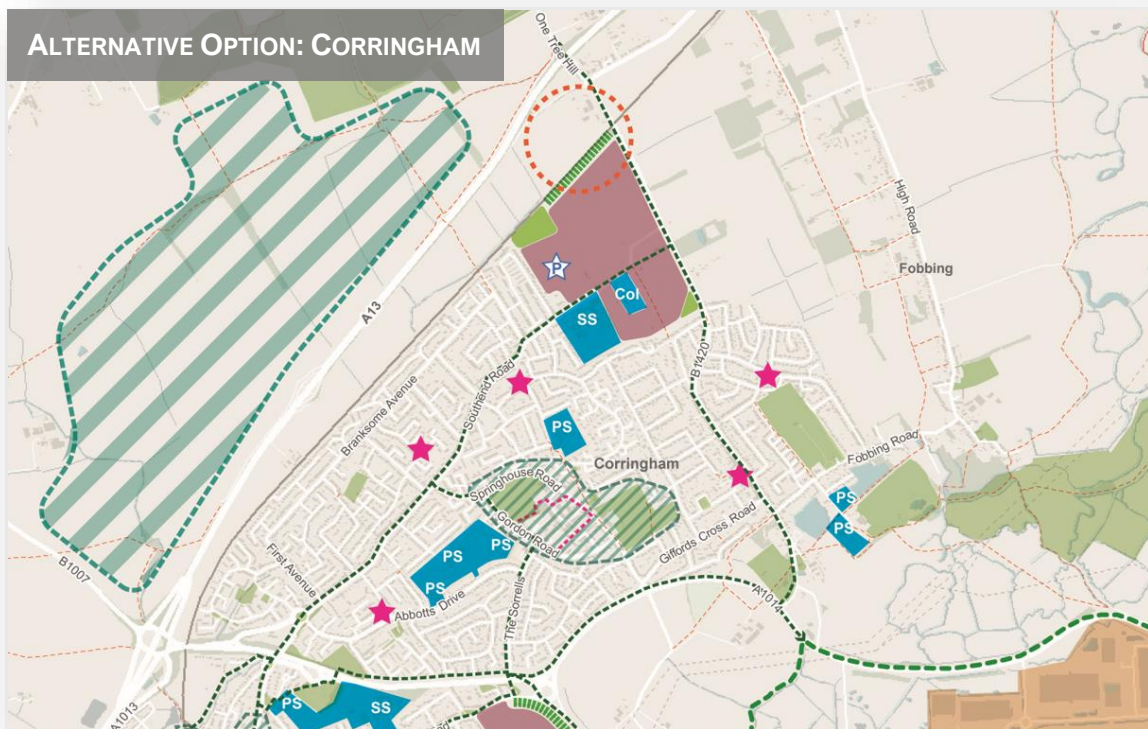 ALTERNATIVE OPTION: CORRINGHAM
One Tree Hill
A13
High Road
Fobbing
P
Col
SS
B1420
Southend Road
Branksome Avenue
PS
Corringham
Fobbing Road
Springhouse Road
PS
Gordon Road
PS
Giffords Cross Road
PS
PS
B1007
First Avenue
PS
Abbotts Drive
The Sorrells
A1014
A1013
PS
SS